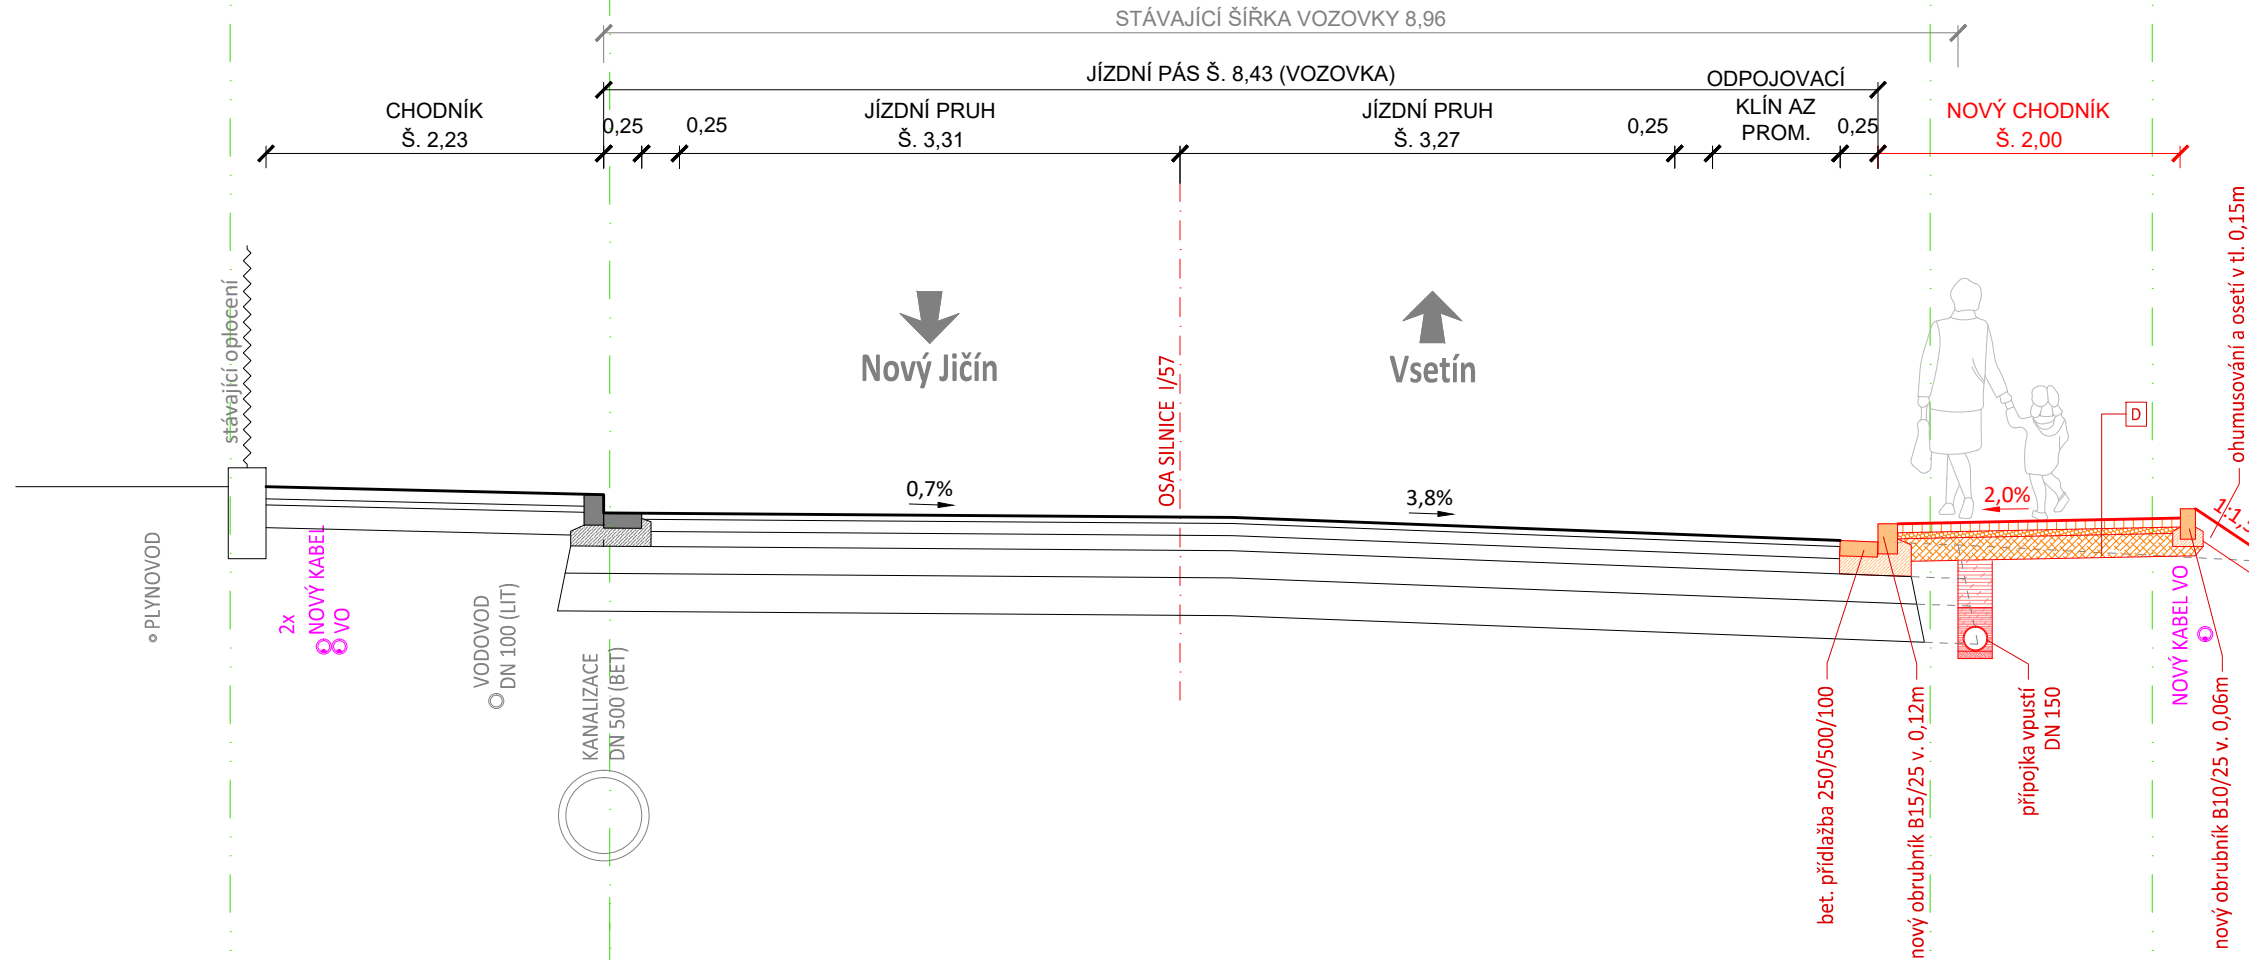 STÁVAJÍCÍ ŠÍŘKA VOZOVKY 8,96
JÍZDNÍ PÁS Š. 8,43 (VOZOVKA)
CHODNÍK
Š. 2,23
0,25
0,25
JÍZDNÍ PRUH
Š. 3,31
JÍZDNÍ PRUH
Š. 3,27
0,25
ODPOJOVACÍ
KLÍN AZ
PROM.
0,25
NOVÝ CHODNÍK
Š. 2,00
stávající oplocení
Nový Jičín
OSA SILNICE I/57
Vsetín
D
ohumusování a osetí v tl. 0,15m
0,7%
3,8%
2,0%
PLYNOVOD
2x
NOVÝ KABEL
VO
VODOVOD
DN 100 (LIT)
KANALIZACE
DN 500 (BET)
bet. přídlažba 250/500/100
nový obrubník B15/25 v. 0,12m
přípojka vpustí
DN 150
NOVÝ KABEL VO
nový obrubník B10/25 v. 0,06m